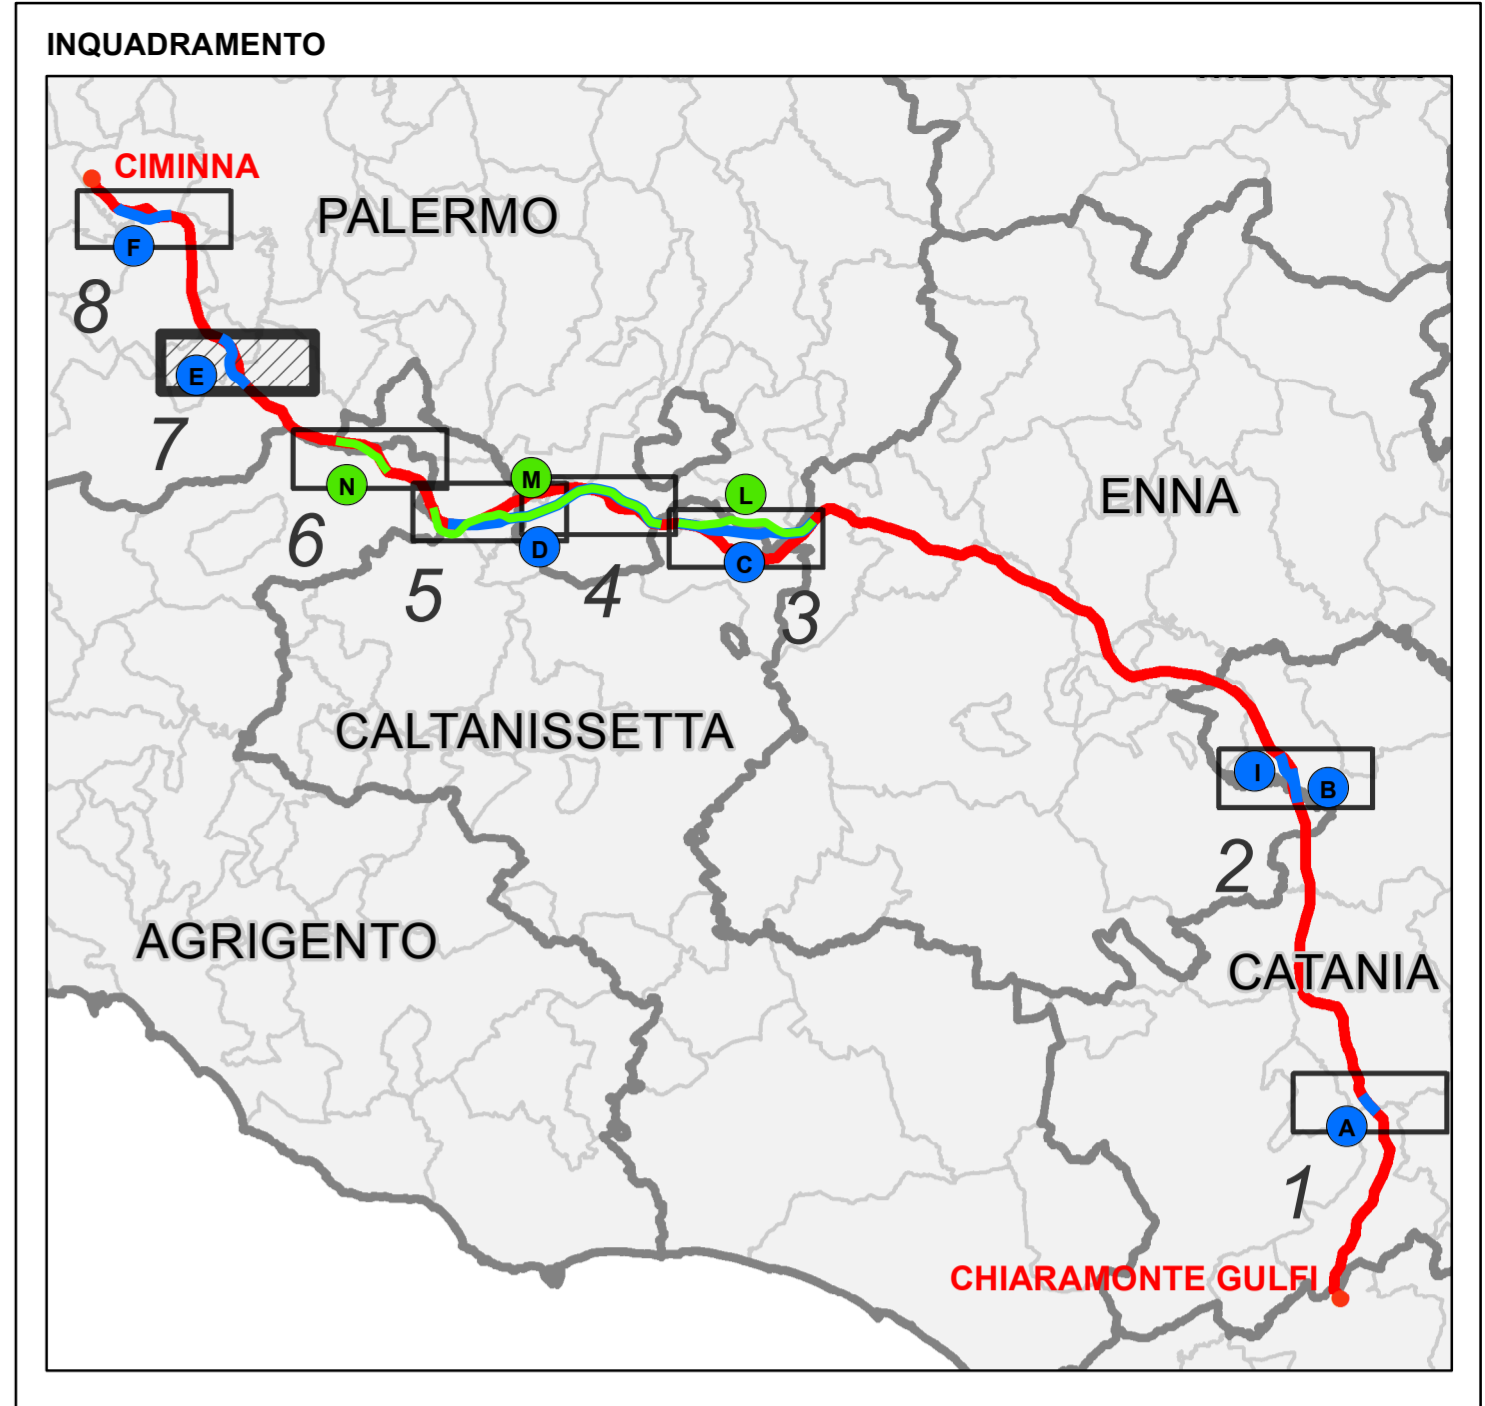 INQUADRAMENTO
CIMINNA
PALERMO
F
8
E
7
N
6
M
L
D
C
5
4
3
ENNA
CALTANISSETTA
I
B
2
AGRIGENTO
CATANIA
A
1
CHIARAMONTE GULFI